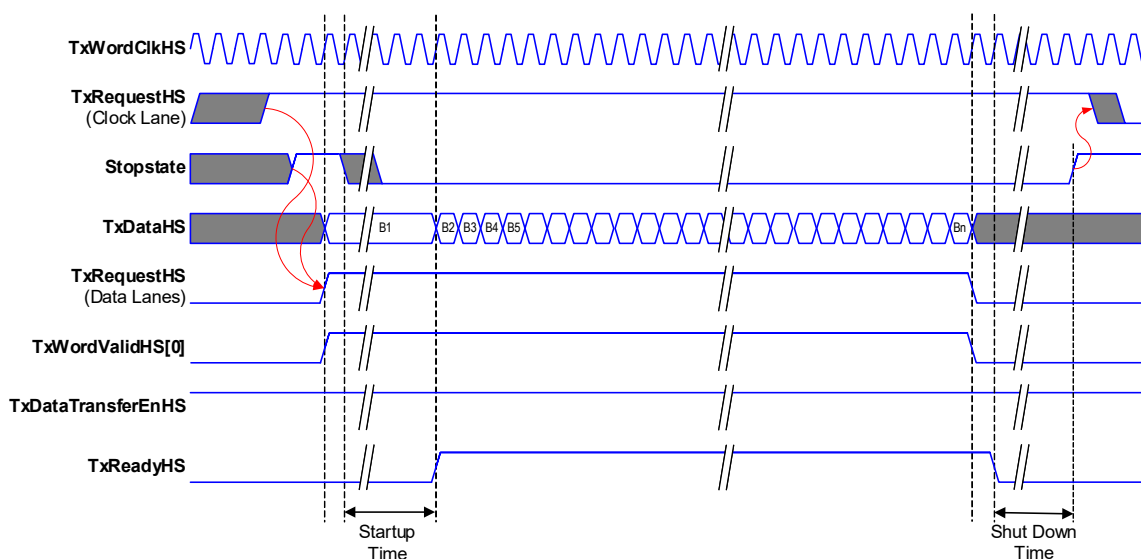 TxWordClkHS
TxRequestHS
(Clock Lane)
Stopstate
TxDataHS
B1
B2
B3
B4
B5
Bn
TxRequestHS
(Data Lanes)
TxWordValidHS[0]
TxDataTransferEnHS
TxReadyHS
Startup
Time
Shut Down
Time